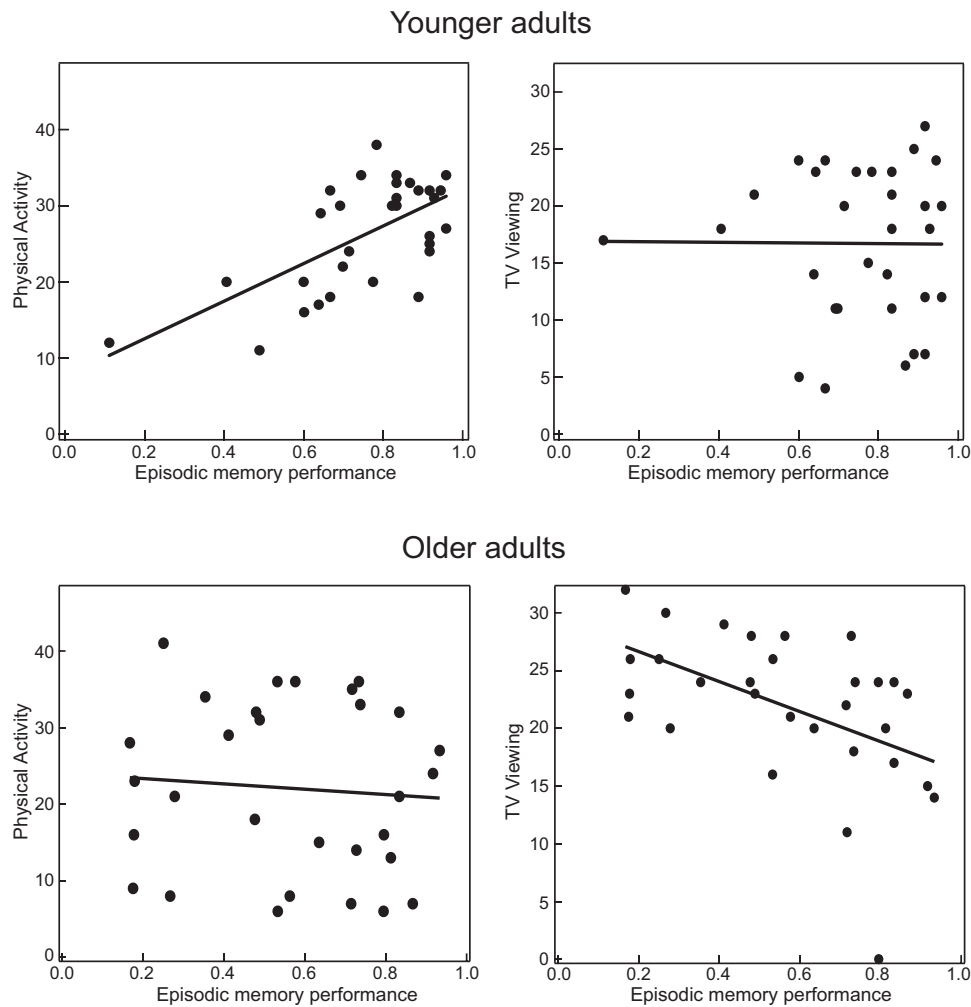 Younger adults
Physical Activity
40
30
20
10
0
0.0 0.2 0.4 0.6 0.8 1.0
Episodic memory performance
TV Viewing
30
25
20
15
10
5
0
0.0 0.2 0.4 0.6 0.8 1.0
Episodic memory performance
Older adults
Physical Activity
40
30
20
10
0
0.0 0.2 0.4 0.6 0.8 1.0
Episodic memory performance
TV Viewing
30
25
20
15
10
5
0
0.0 0.2 0.4 0.6 0.8 1.0
Episodic memory performance